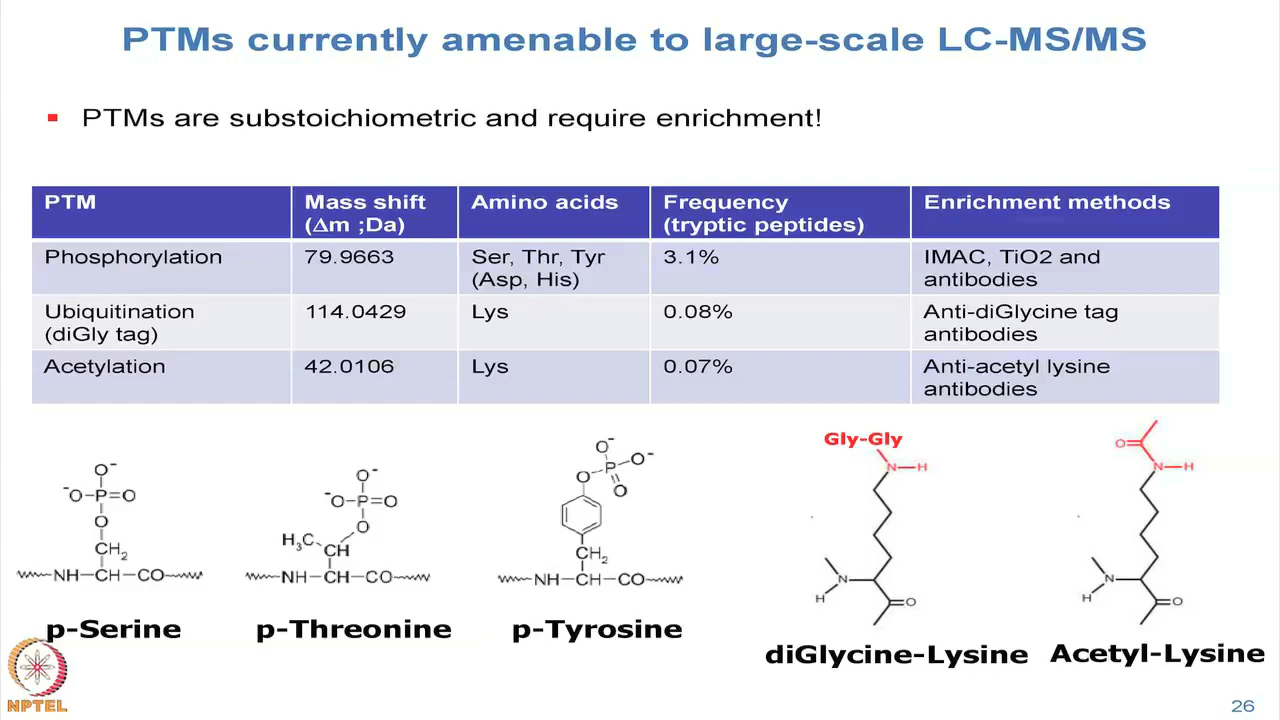 PTMs currently amenable to large-scale LC-MS/MS
PTMs are substoichiometric and require enrichment!
PTM
Mass shift
(Δm ;Da)
Amino acids
Frequency
(tryptic peptides)
Enrichment methods
Phosphorylation
79.9663
Ser, Thr, Tyr
(Asp, His)
3.1%
IMAC, TiO2 and
antibodies
Ubiquitination
(diGly tag)
114.0429
Lys
0.08%
Anti-diGlycine tag
antibodies
Acetylation
42.0106
Lys
0.07%
Anti-acetyl lysine
antibodies
O⁻
⁻O-P=O
O
CH₂
NH-CH-CO
p-Serine
O⁻
⁻O-P=O
O
H₃C
CH
NH-CH-CO
p-Threonine
O⁻
O-P-O⁻
O
CH₂
NH-CH-CO
p-Tyrosine
Gly-Gly
N-H
N
H
O
diGlycine-Lysine
O
N-H
N
H
O
Acetyl-Lysine
NPTEL
26